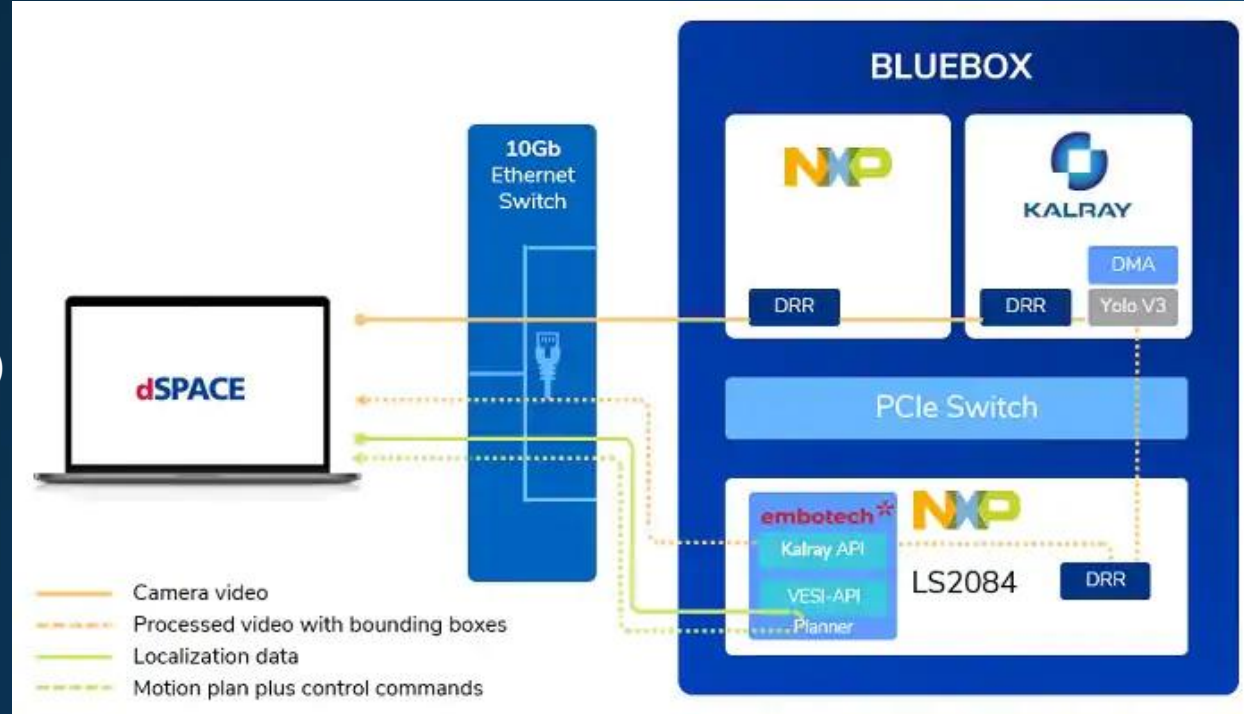 BLUEBOX
10Gb
Ethernet
Switch
NXP
KALRAY
DMA
DRR
DRR
Yolo V3
dSPACE
PCIe Switch
embotech*
NXP
Kalray API
LS2084
DRR
VESI-API
Planner
Camera video
Processed video with bounding boxes
Localization data
Motion plan plus control commands